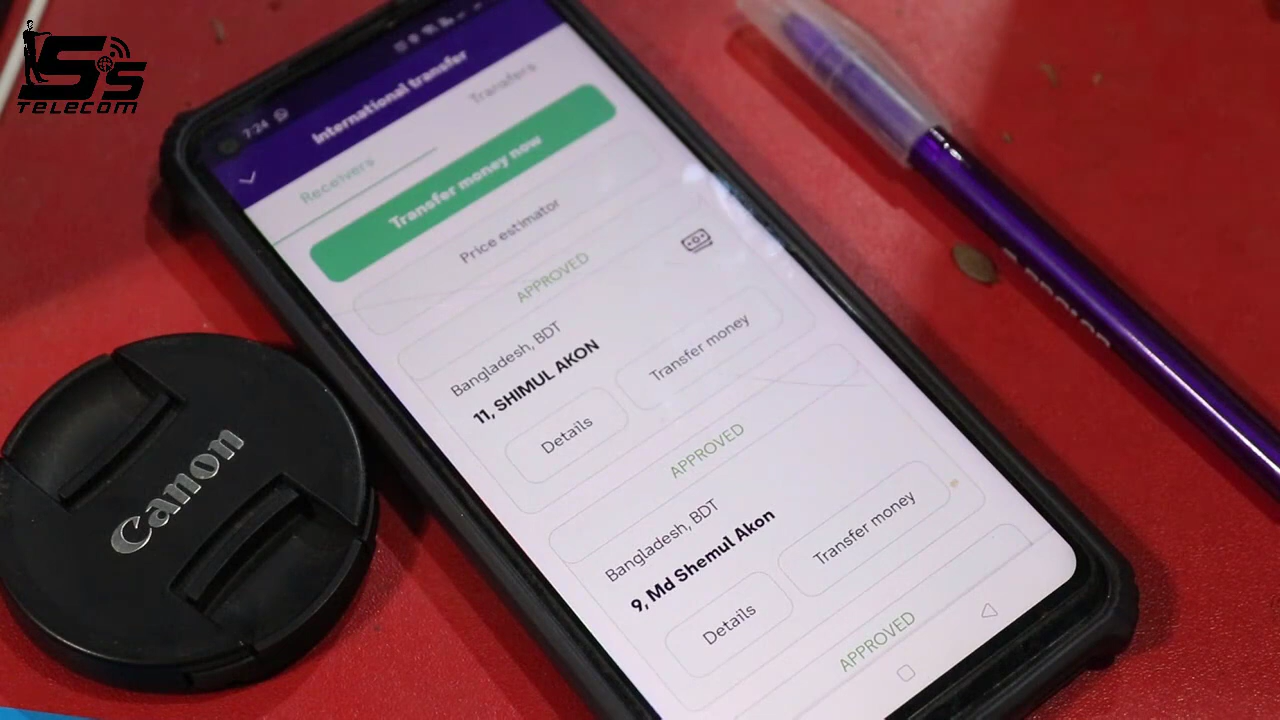 SS
TELECOM
7:24
International transfer
Receivers
Transfers
Transfer money now
Price estimator
APPROVED
Bangladesh, BDT
11, SHIMUL AKON
Details
Transfer money
APPROVED
Bangladesh, BDT
9, Md Shemul Akon
Details
Transfer money
APPROVED
Canon